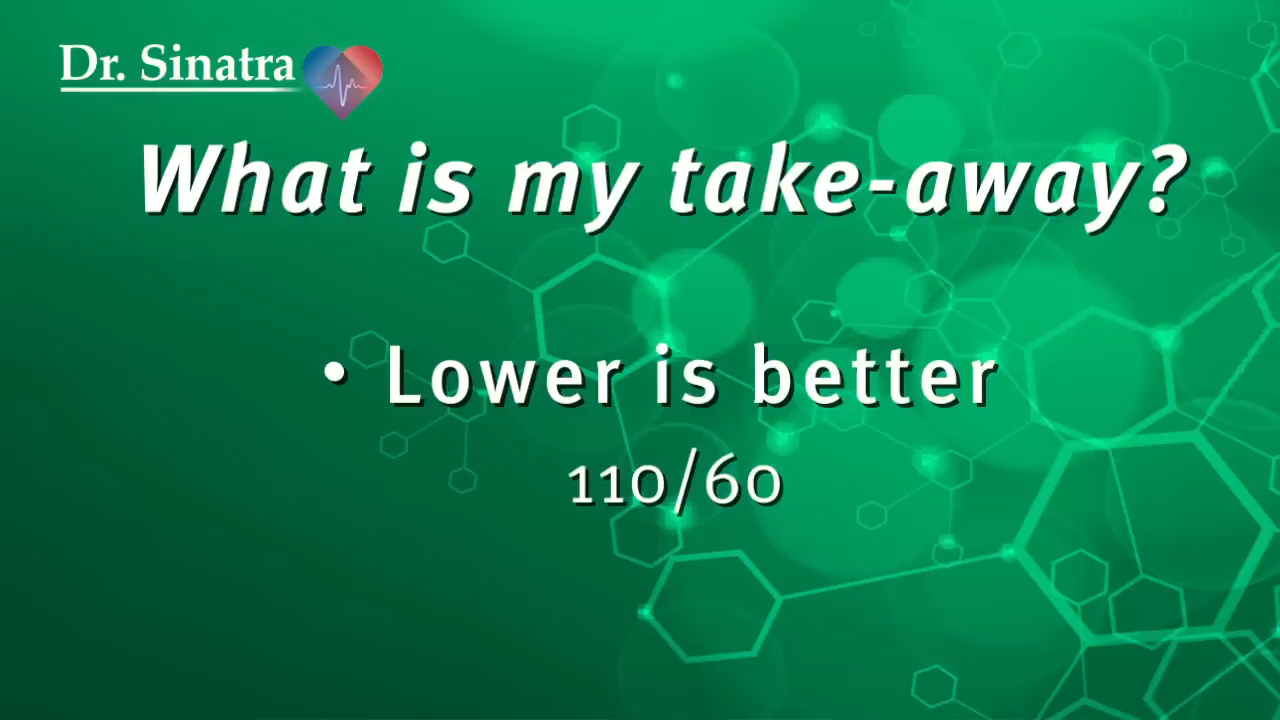 Dr. Sinatra
What is my take-away?
• Lower is better
110/60